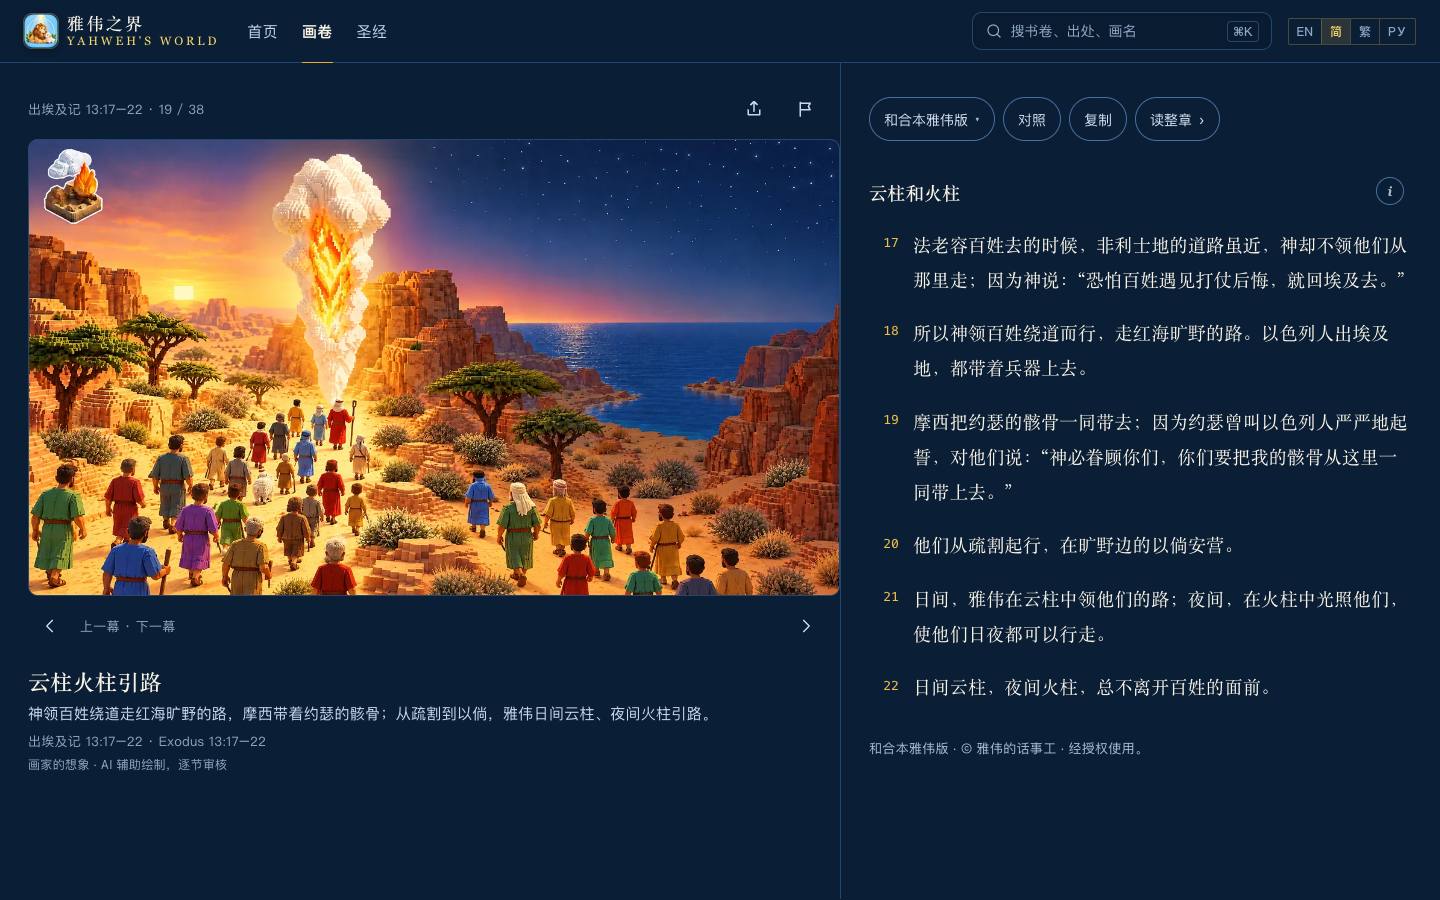 雅伟之界
YAHWEH'S WORLD
首页
画卷
圣经
搜书卷、出处、画名
⌘K
EN
简
繁
РУ
出埃及记 13:17–22 · 19 / 38
上一幕 · 下一幕
云柱火柱引路
神领百姓绕道走红海旷野的路，摩西带着约瑟的骸骨；从疏割到以倘，雅伟日间云柱、夜间火柱引路。
出埃及记 13:17–22 · Exodus 13:17–22
画家的想象 · AI 辅助绘制，逐节审核
和合本雅伟版
对照
复制
读整章 ›
云柱和火柱
i
17 法老容百姓去的时候，非利士地的道路虽近，神却不领他们从
那里走；因为神说：“恐怕百姓遇见打仗后悔，就回埃及去。”
18 所以神领百姓绕道而行，走红海旷野的路。以色列人出埃及
地，都带着兵器上去。
19 摩西把约瑟的骸骨一同带去；因为约瑟曾叫以色列人严严地起
誓，对他们说：“神必眷顾你们，你们要把我的骸骨从这里一
同带上去。”
20 他们从疏割起行，在旷野边的以倘安营。
21 日间，雅伟在云柱中领他们的路；夜间，在火柱中光照他们，
使他们日夜都可以行走。
22 日间云柱，夜间火柱，总不离开百姓的面前。
和合本雅伟版 · © 雅伟的话事工 · 经授权使用。